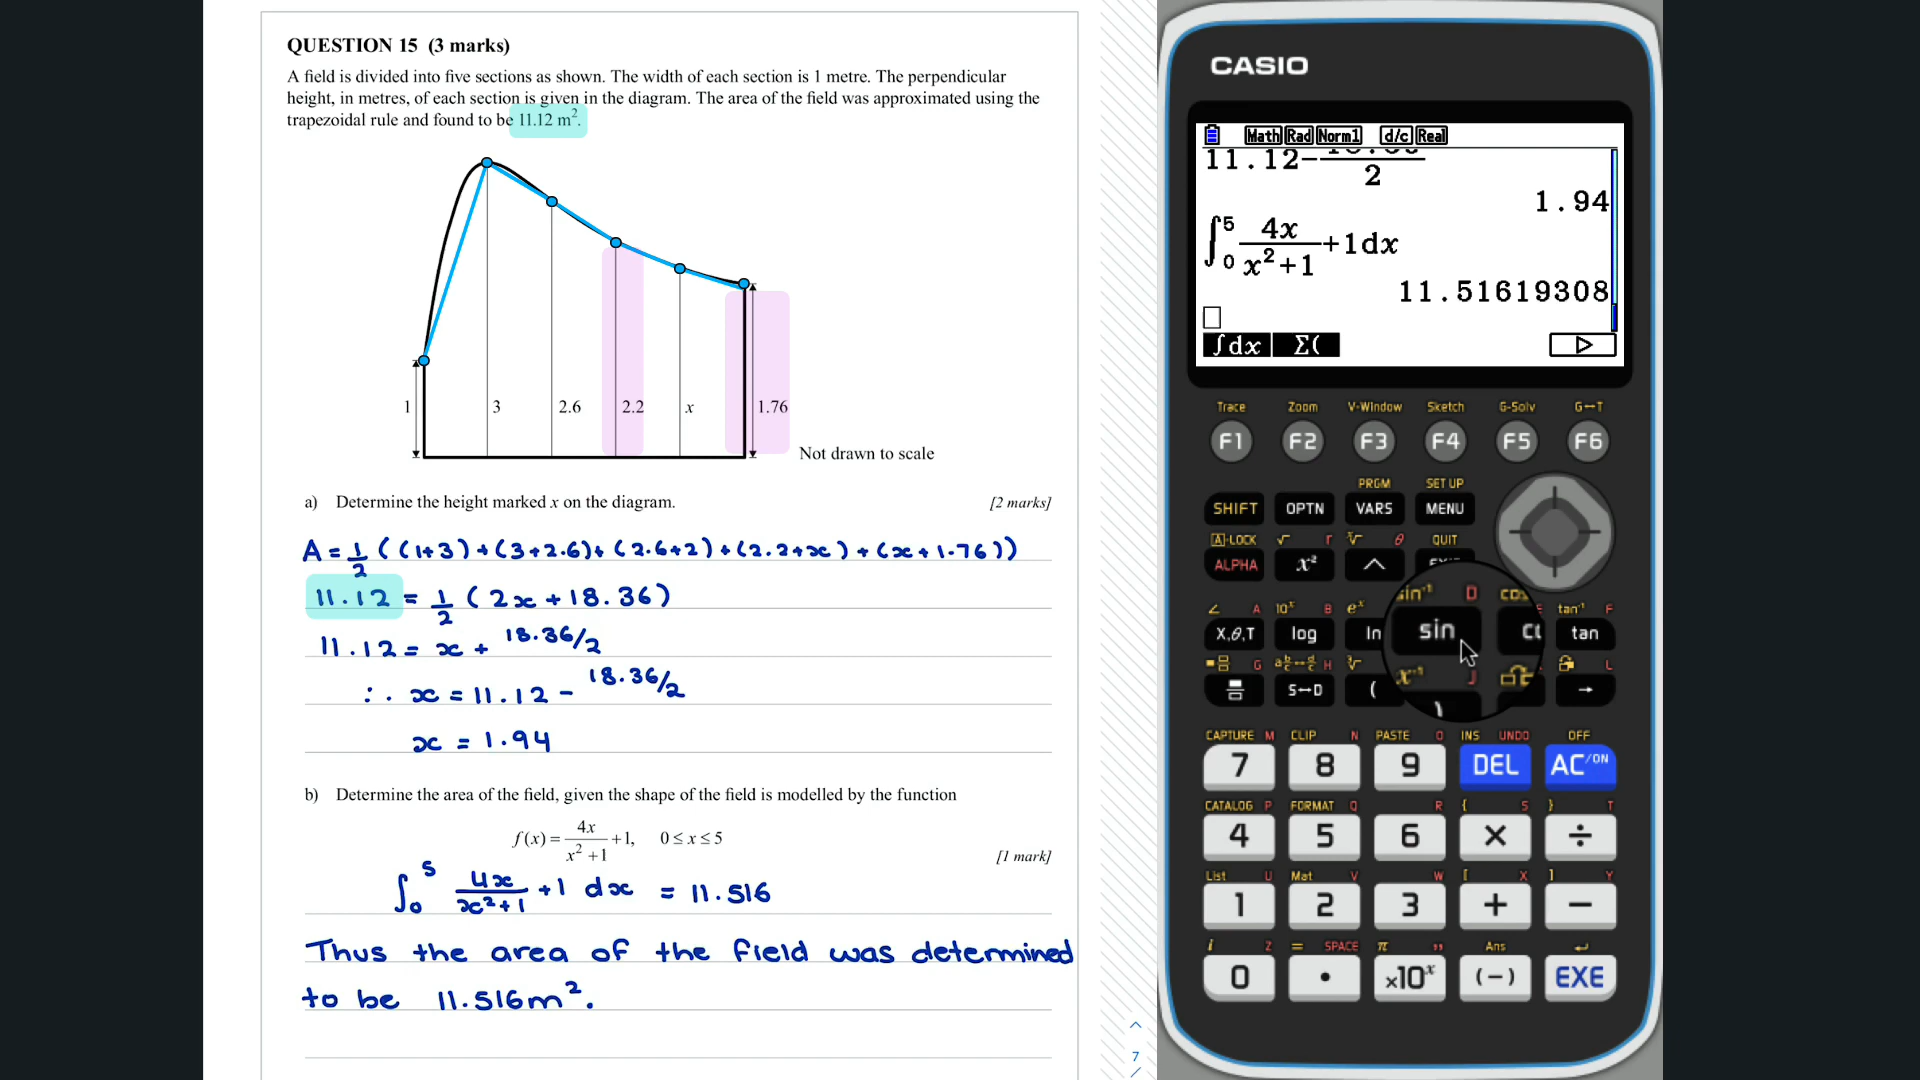 QUESTION 15 (3 marks)
A field is divided into five sections as shown. The width of each section is 1 metre. The perpendicular
height, in metres, of each section is given in the diagram. The area of the field was approximated using the
trapezoidal rule and found to be 11.12 m².
1 3 2.6 2.2 x 1.76
Not drawn to scale
a) Determine the height marked x on the diagram. [2 marks]
A = 1/2 ((1+3) + (3+2.6) + (2.6+2) + (2.2+x) + (x+1.76))
11.12 = 1/2 (2x + 18.36)
11.12 = x + 18.36/2
∴ x = 11.12 - 18.36/2
x = 1.94
b) Determine the area of the field, given the shape of the field is modelled by the function
f(x) = 4x/(x² + 1) + 1, 0 ≤ x ≤ 5
[1 mark]
∫₀⁵ 4x/(x²+1) + 1 dx = 11.516
Thus the area of the field was determined
to be 11.516m².
7
CASIO
Math Rad Norm1 d/c Real
11.12- /2
1.94
∫₀⁵ 4x/(x²+1) +1dx
11.51619308
∫dx Σ(
Trace Zoom V-Window Sketch G-Solv G↔T
F1 F2 F3 F4 F5 F6
PRGM SET UP
SHIFT OPTN VARS MENU
A-LOCK √ r θ QUIT
ALPHA x² ^
∠ A 10ˣ B eˣ sin⁻¹ D cos tan⁻¹ F
X,θ,T log ln sin tan
G H x⁻¹ J L
S↔D ( ) →
CAPTURE M CLIP N PASTE O INS UNDO OFF
7 8 9 DEL AC/ON
CATALOG P FORMAT Q R { S } T
4 5 6 × ÷
List U Mat V W [ X ] Y
1 2 3 + −
i Z = SPACE π " Ans
0 • ×10ˣ (−) EXE